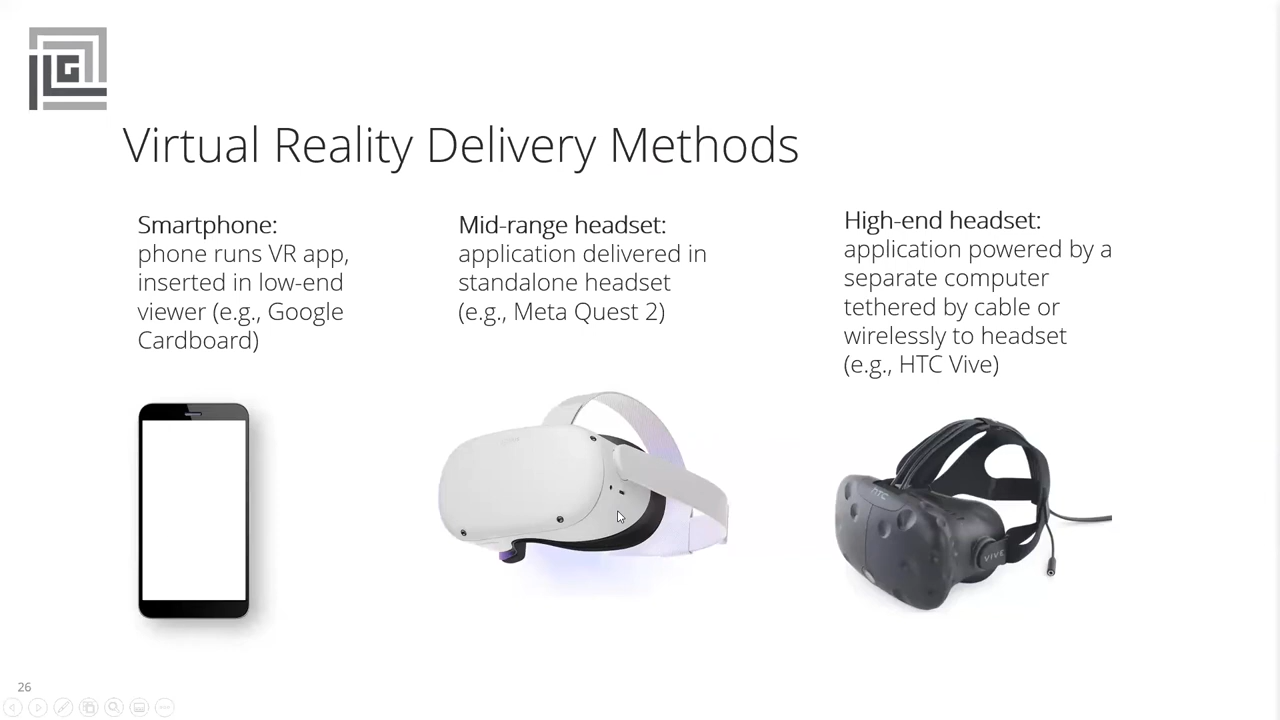 G
Virtual Reality Delivery Methods
Smartphone:
phone runs VR app,
inserted in low-end
viewer (e.g., Google
Cardboard)
Mid-range headset:
application delivered in
standalone headset
(e.g., Meta Quest 2)
High-end headset:
application powered by a
separate computer
tethered by cable or
wirelessly to headset
(e.g., HTC Vive)
hTC
VIVE
26